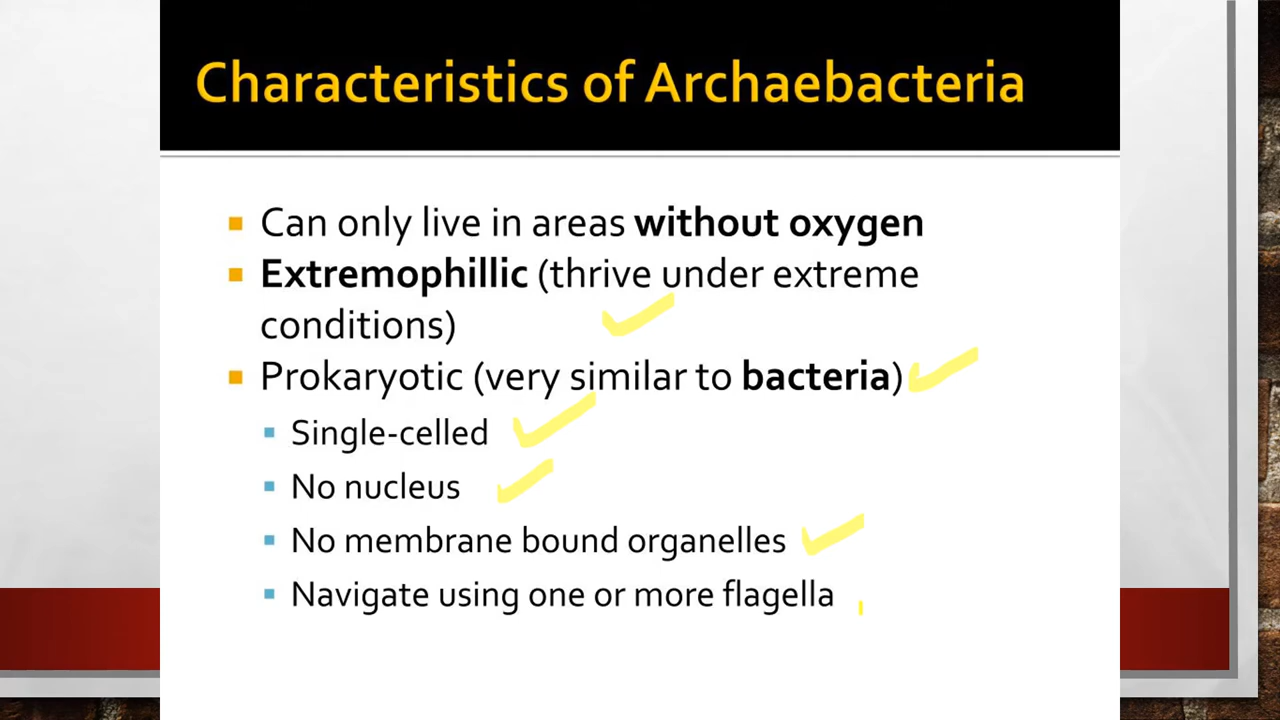 Characteristics of Archaebacteria
Can only live in areas without oxygen
Extremophillic (thrive under extreme
conditions)
Prokaryotic (very similar to bacteria)
Single-celled
No nucleus
No membrane bound organelles
Navigate using one or more flagella